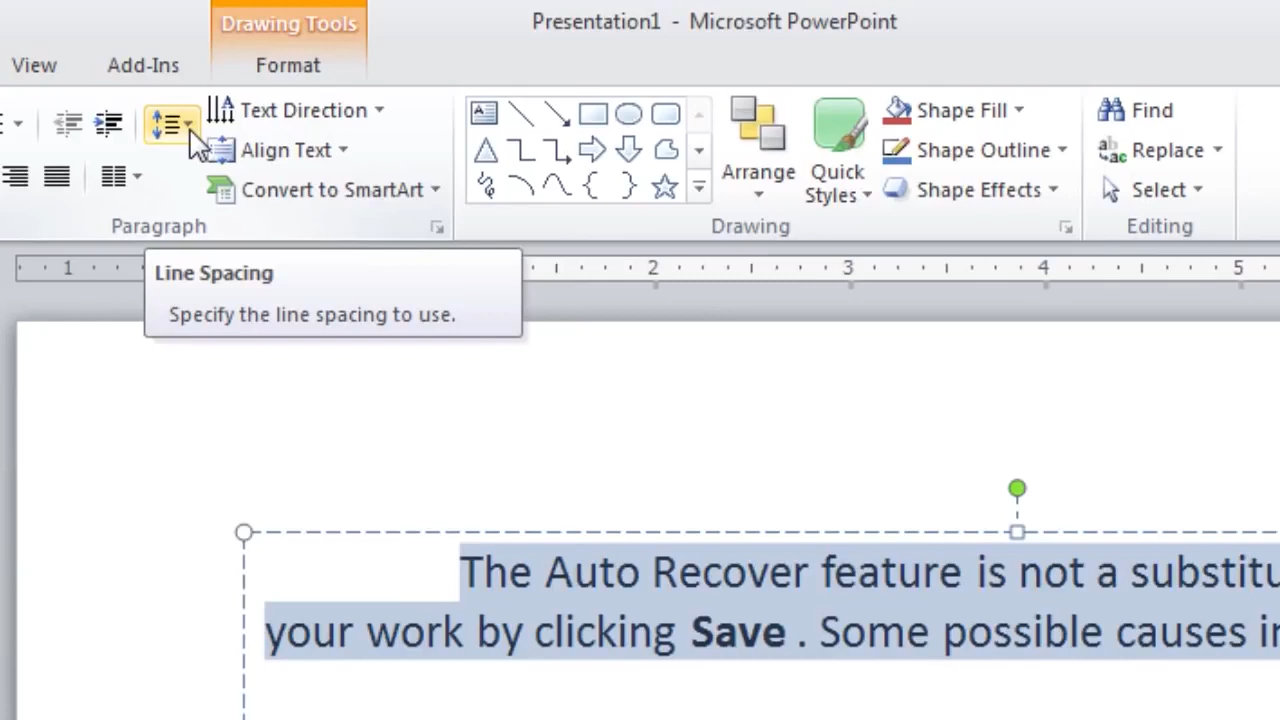 Drawing Tools
Presentation1 - Microsoft PowerPoint
View Add-Ins Format
Text Direction
Align Text
Convert to SmartArt
Paragraph
Arrange
Quick
Styles
Drawing
Shape Fill
Shape Outline
Shape Effects
Find
Replace
Select
Editing
1 2 3 4 5
Line Spacing
Specify the line spacing to use.
The Auto Recover feature is not a substitu
your work by clicking Save . Some possible causes i